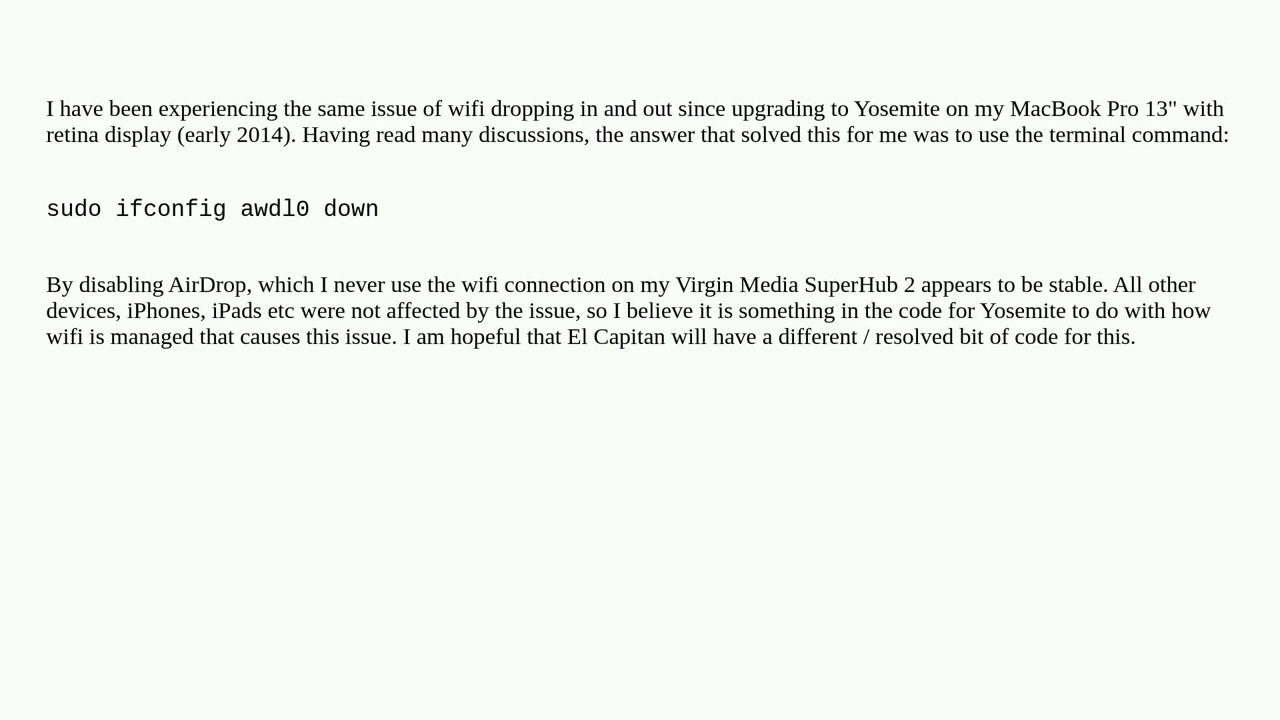 I have been experiencing the same issue of wifi dropping in and out since upgrading to Yosemite on my MacBook Pro 13" with
retina display (early 2014). Having read many discussions, the answer that solved this for me was to use the terminal command:
sudo ifconfig awdl0 down
By disabling AirDrop, which I never use the wifi connection on my Virgin Media SuperHub 2 appears to be stable. All other
devices, iPhones, iPads etc were not affected by the issue, so I believe it is something in the code for Yosemite to do with how
wifi is managed that causes this issue. I am hopeful that El Capitan will have a different / resolved bit of code for this.